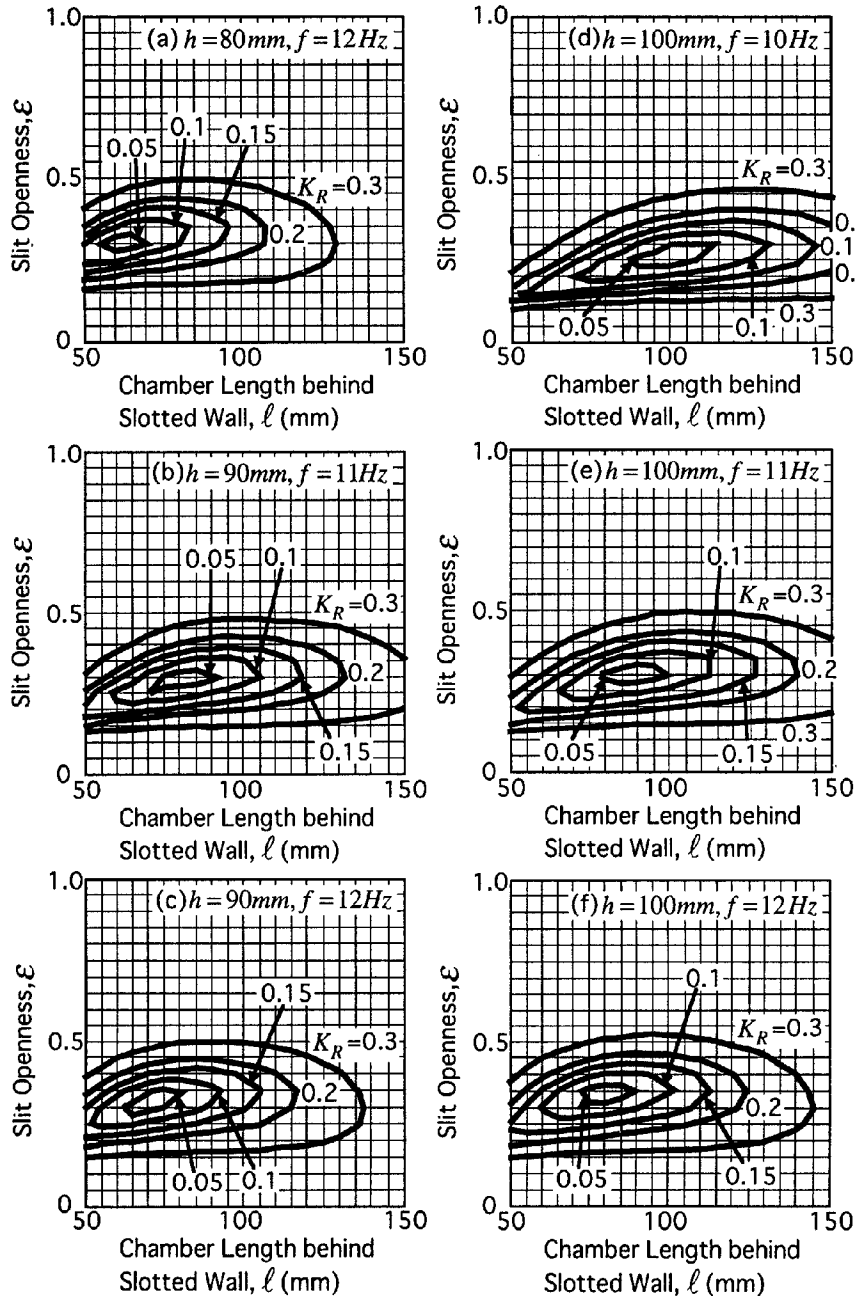 1.0
(a) h=80mm, f=12Hz
0.05
0.1
0.15
0.5
K_R=0.3
0.2
Slit Openness, ε
0
50
100
150
Chamber Length behind
Slotted Wall, ℓ (mm)
1.0
(d) h=100mm, f=10Hz
0.5
K_R=0.3
0.
0.1
0.
0.3
0.05
0.1
Slit Openness, ε
0
50
100
150
Chamber Length behind
Slotted Wall, ℓ (mm)
1.0
(b) h=90mm, f=11Hz
0.05
0.1
0.5
K_R=0.3
0.2
0.15
Slit Openness, ε
0
50
100
150
Chamber Length behind
Slotted Wall, ℓ (mm)
1.0
(e) h=100mm, f=11Hz
0.1
0.5
K_R=0.3
0.2
0.05
0.15
0.3
Slit Openness, ε
0
50
100
150
Chamber Length behind
Slotted Wall, ℓ (mm)
1.0
(c) h=90mm, f=12Hz
0.15
0.5
K_R=0.3
0.2
0.05
0.1
Slit Openness, ε
0
50
100
150
Chamber Length behind
Slotted Wall, ℓ (mm)
1.0
(f) h=100mm, f=12Hz
0.1
0.5
K_R=0.3
0.2
0.05
0.15
Slit Openness, ε
0
50
100
150
Chamber Length behind
Slotted Wall, ℓ (mm)